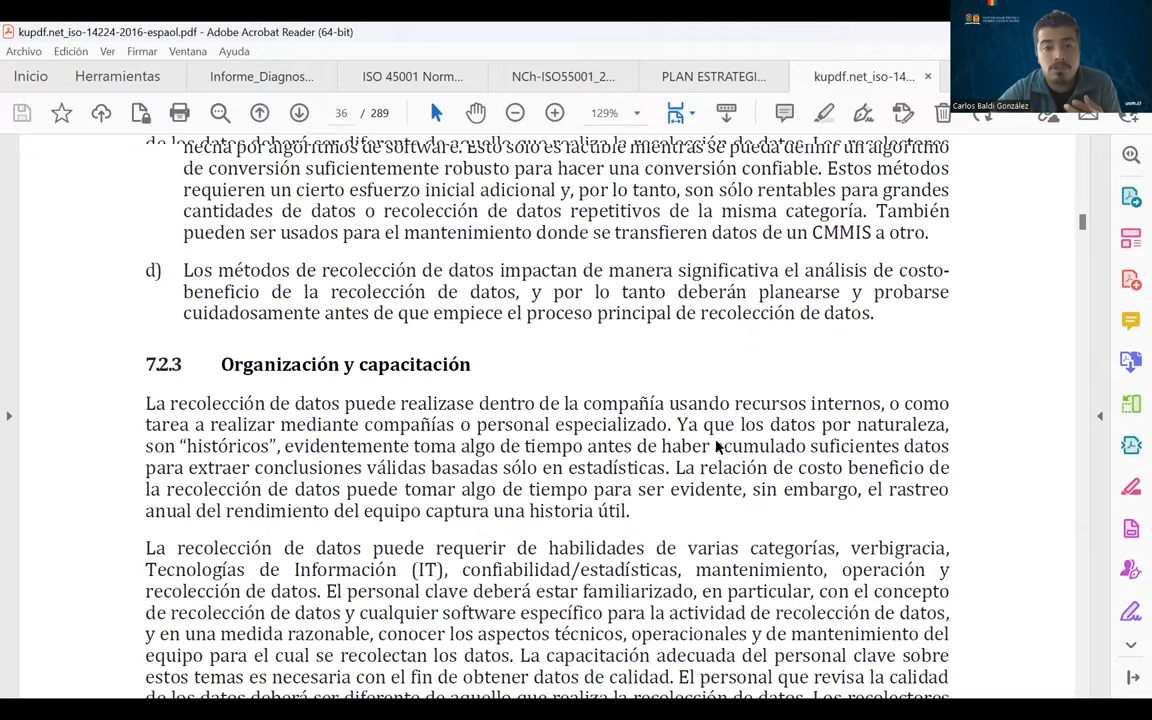 kupdf.net_iso-14224-2016-espaol.pdf - Adobe Acrobat Reader (64-bit)
Archivo Edición Ver Firmar Ventana Ayuda
Inicio Herramientas Informe_Diagnos... ISO 45001 Norm... NCh-ISO55001_2... PLAN ESTRATEGI... kupdf.net_iso-14... ×
36 / 289 129%
Carlos Baldi González
usm.cl
hecha por algoritmos de software. Esto sólo es factible mientras se pueda definir un algoritmo
de conversión suficientemente robusto para hacer una conversión confiable. Estos métodos
requieren un cierto esfuerzo inicial adicional y, por lo tanto, son sólo rentables para grandes
cantidades de datos o recolección de datos repetitivos de la misma categoría. También
pueden ser usados para el mantenimiento donde se transfieren datos de un CMMIS a otro.
d) Los métodos de recolección de datos impactan de manera significativa el análisis de costo-
beneficio de la recolección de datos, y por lo tanto deberán planearse y probarse
cuidadosamente antes de que empiece el proceso principal de recolección de datos.
7.2.3 Organización y capacitación
La recolección de datos puede realizase dentro de la compañía usando recursos internos, o como
tarea a realizar mediante compañías o personal especializado. Ya que los datos por naturaleza,
son “históricos”, evidentemente toma algo de tiempo antes de haber acumulado suficientes datos
para extraer conclusiones válidas basadas sólo en estadísticas. La relación de costo beneficio de
la recolección de datos puede tomar algo de tiempo para ser evidente, sin embargo, el rastreo
anual del rendimiento del equipo captura una historia útil.
La recolección de datos puede requerir de habilidades de varias categorías, verbigracia,
Tecnologías de Información (IT), confiabilidad/estadísticas, mantenimiento, operación y
recolección de datos. El personal clave deberá estar familiarizado, en particular, con el concepto
de recolección de datos y cualquier software específico para la actividad de recolección de datos,
y en una medida razonable, conocer los aspectos técnicos, operacionales y de mantenimiento del
equipo para el cual se recolectan los datos. La capacitación adecuada del personal clave sobre
estos temas es necesaria con el fin de obtener datos de calidad. El personal que revisa la calidad
de los datos deberá ser diferente de aquello que realiza la recolección de datos. Los recolectores